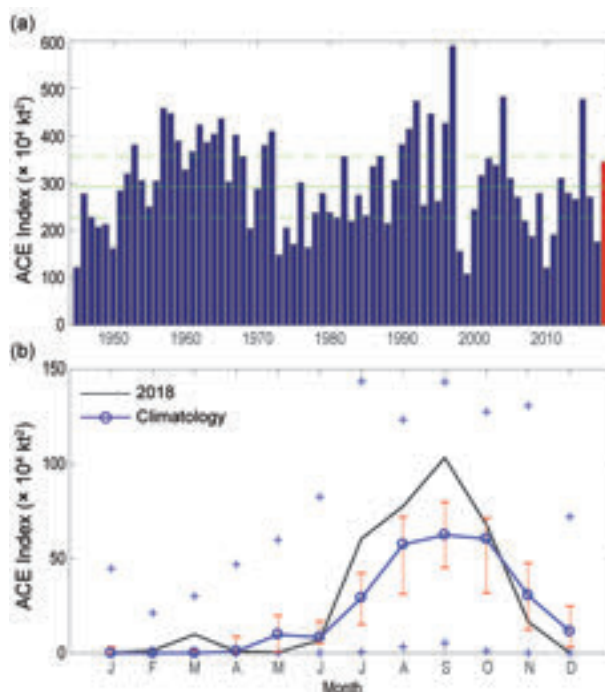 (a)
600
500
400
300
200
100
0
ACE Index (× 10⁴ kt²)
1950 1960 1970 1980 1990 2000 2010
(b)
150
100
50
0
ACE Index (× 10⁴ kt²)
2018
Climatology
J F M A M J J A S O N D
Month